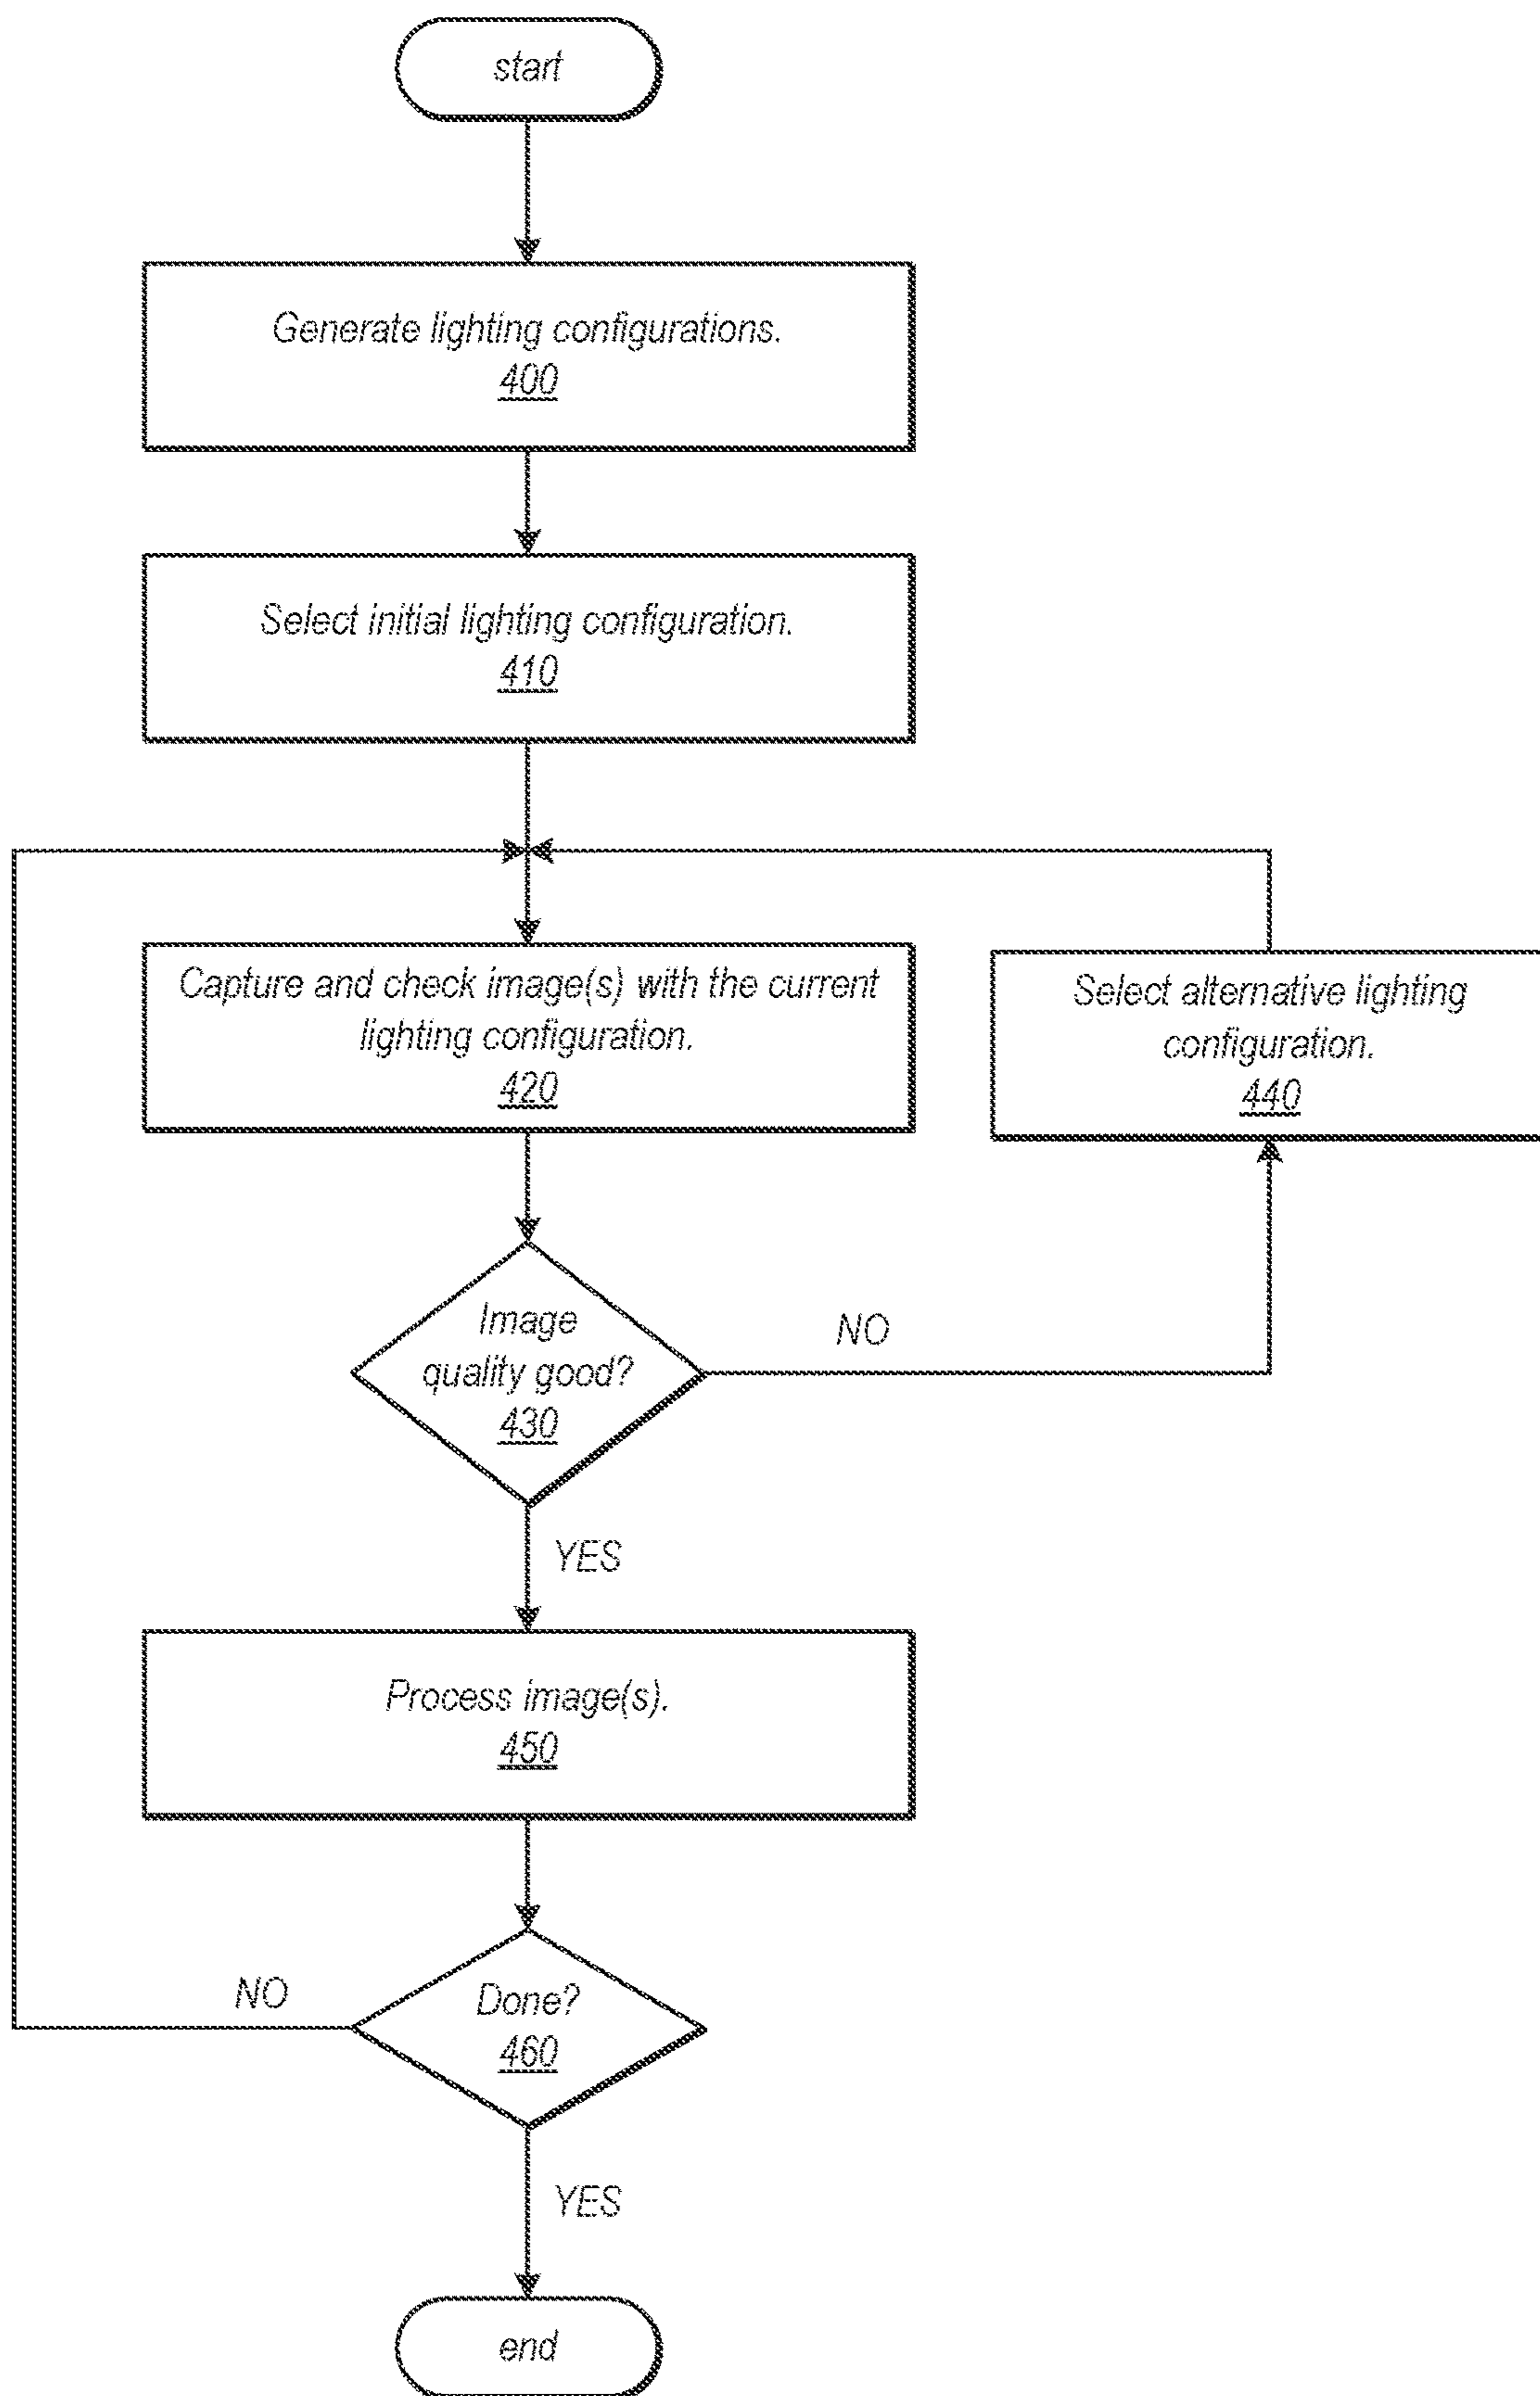 start
Generate lighting configurations.
400
Select initial lighting configuration.
410
Capture and check image(s) with the current
lighting configuration.
420
Select alternative lighting
configuration.
440
Image
quality good?
430
NO
YES
Process image(s).
450
Done?
460
NO
YES
end